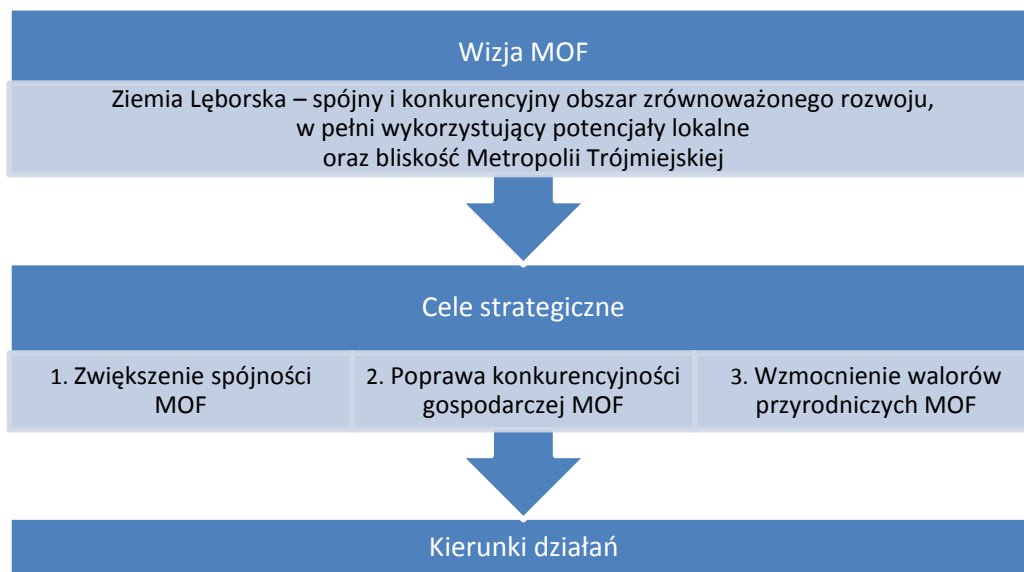 Wizja MOF
Ziemia Lęborska – spójny i konkurencyjny obszar zrównoważonego rozwoju,
w pełni wykorzystujący potencjały lokalne
oraz bliskość Metropolii Trójmiejskiej
Cele strategiczne
1. Zwiększenie spójności
MOF
2. Poprawa konkurencyjności
gospodarczej MOF
3. Wzmocnienie walorów
przyrodniczych MOF
Kierunki działań